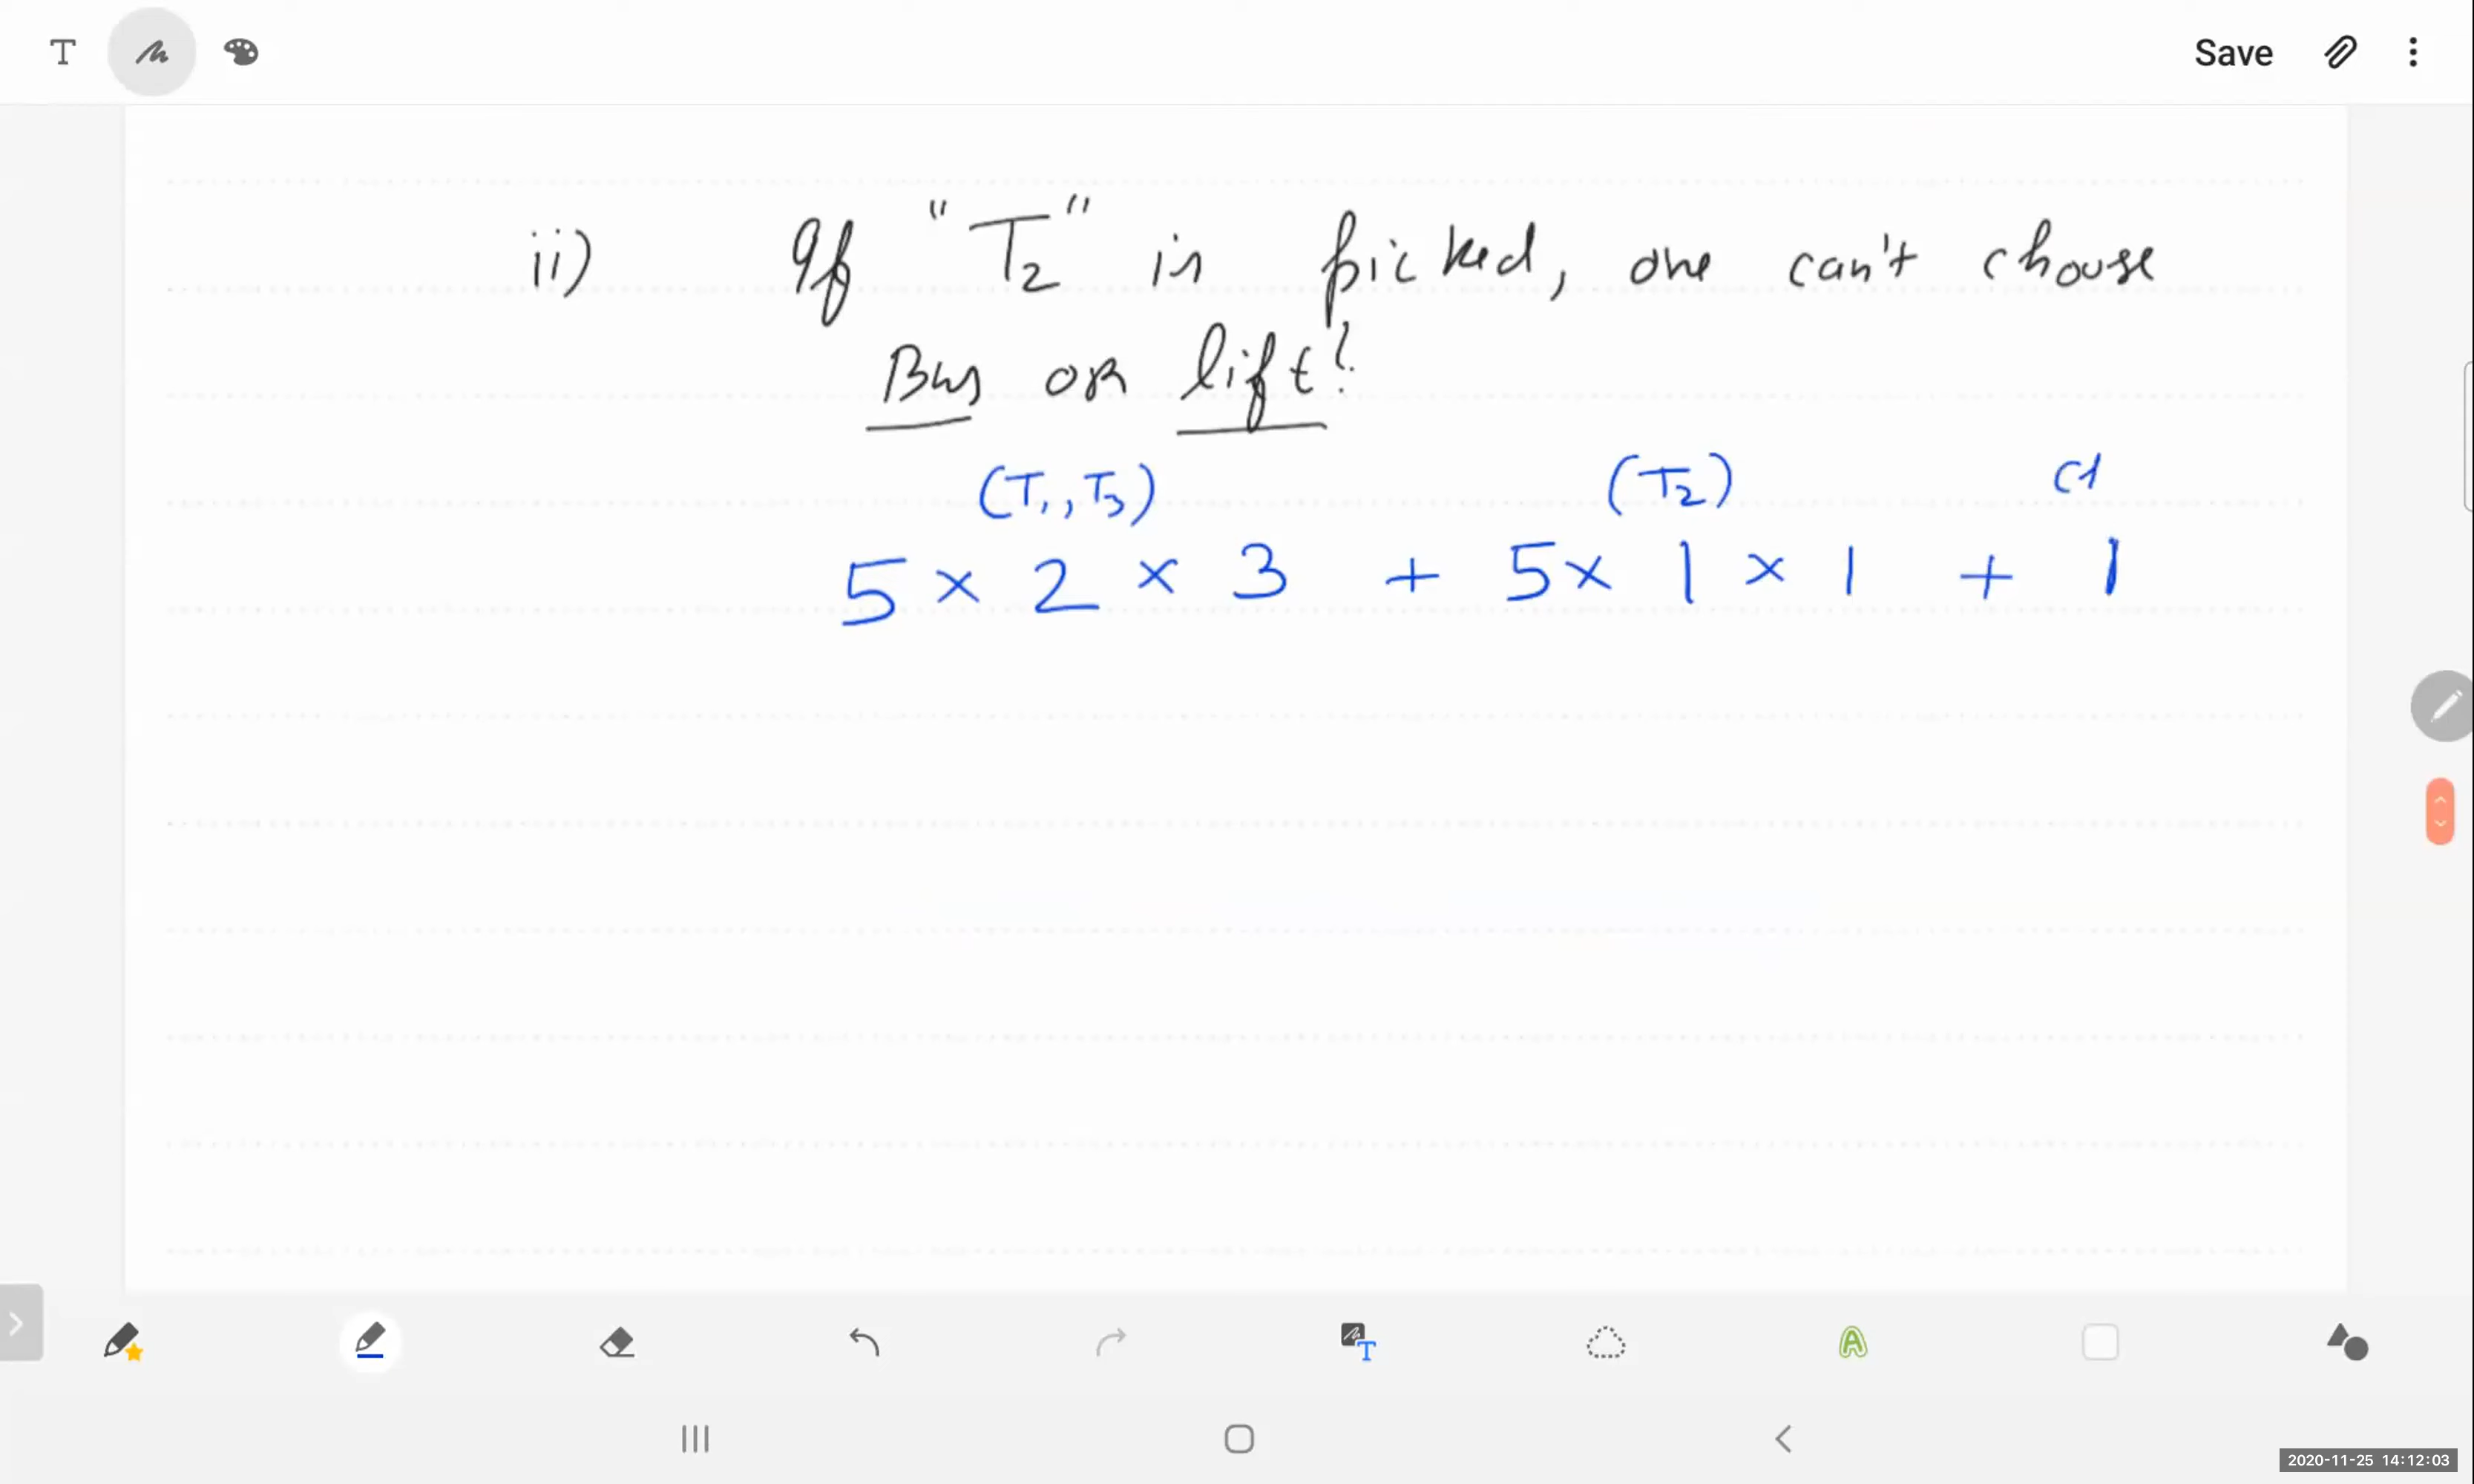 Save
ii) If "T₂" is picked, one can't choose
Bus or lift?
(T₁, T₃) (T₂) (1
5 × 2 × 3 + 5 × 1 × 1 + 1
2020-11-25 14:12:03